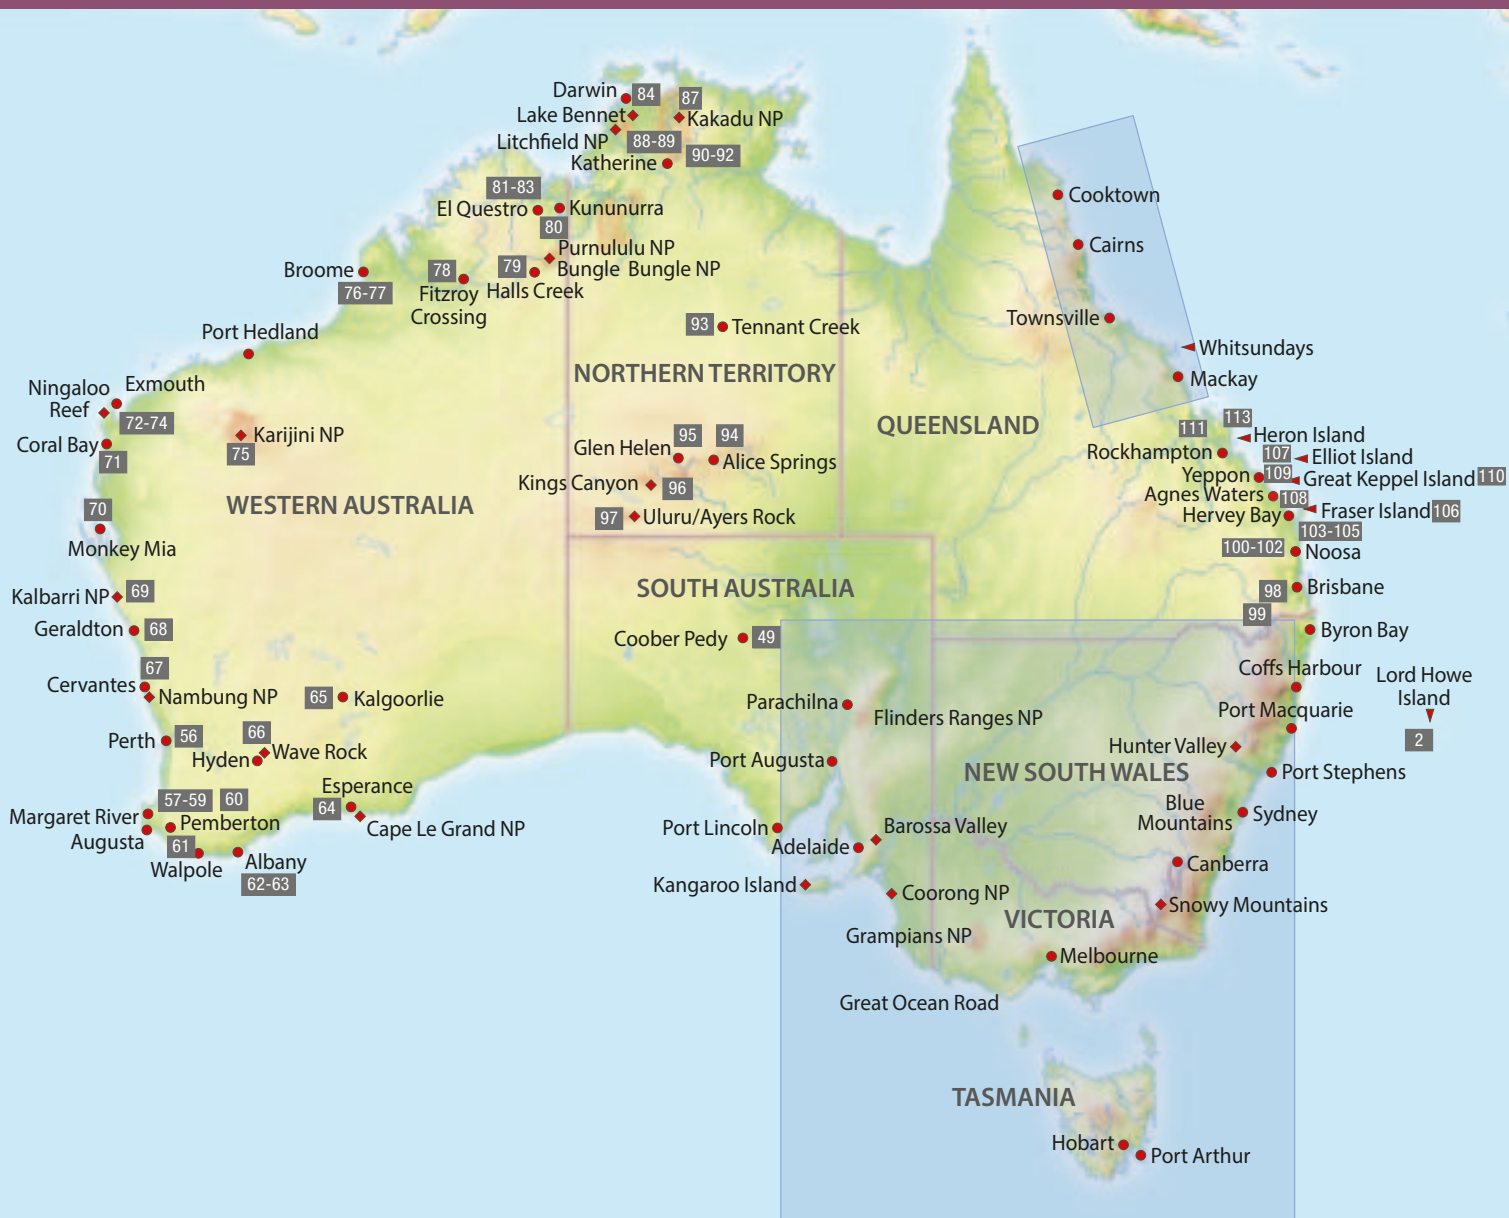 Darwin
84
87
Lake Bennet
Kakadu NP
Litchfield NP
88-89
90-92
Katherine
81-83
El Questro
Kununurra
80
Cooktown
Cairns
Purnululu NP
Bungle Bungle NP
Broome
76-77
78
Fitzroy
Crossing
79
Halls Creek
Port Hedland
93
Tennant Creek
Townsville
Whitsundays
Mackay
NORTHERN TERRITORY
QUEENSLAND
Ningaloo
Reef
Exmouth
72-74
Coral Bay
71
Karijini NP
75
WESTERN AUSTRALIA
Glen Helen
95
94
Alice Springs
Kings Canyon
96
97
Uluru/Ayers Rock
111
113
Heron Island
Rockhampton
107
Elliot Island
Yeppon
109
Great Keppel Island
110
Agnes Waters
108
Hervey Bay
Fraser Island
106
103-105
100-102
Noosa
70
Monkey Mia
98
Brisbane
99
Byron Bay
Kalbarri NP
69
Geraldton
68
SOUTH AUSTRALIA
Coober Pedy
49
67
Cervantes
Nambung NP
65
Kalgoorlie
Parachilna
Flinders Ranges NP
Coffs Harbour
Lord Howe
Island
2
Port Macquarie
Perth
56
66
Hyden
Wave Rock
Port Augusta
Hunter Valley
NEW SOUTH WALES
Port Stephens
Esperance
64
Cape Le Grand NP
57-59
60
Margaret River
Pemberton
Augusta
61
Walpole
Albany
62-63
Blue
Mountains
Sydney
Port Lincoln
Adelaide
Barossa Valley
Canberra
Kangaroo Island
Coorong NP
Snowy Mountains
VICTORIA
Grampians NP
Melbourne
Great Ocean Road
TASMANIA
Hobart
Port Arthur